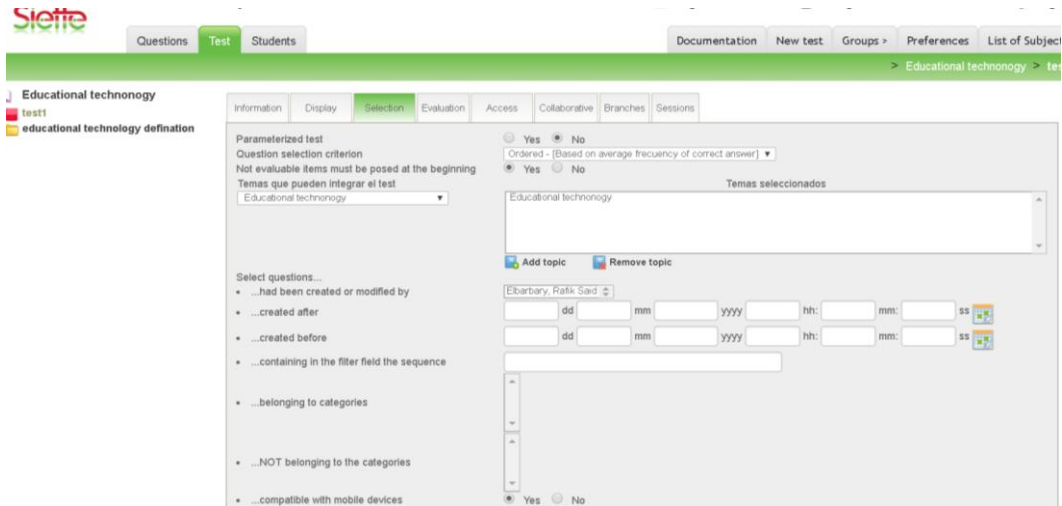 Siette
Questions Test Students Documentation New test Groups > Preferences List of Subject
> Educational technonogy > tes
Educational technonogy
test1
educational technology defination
Information Display Selection Evaluation Access Collaborative Branches Sessions
Parameterized test Yes No
Question selection criterion Ordered - [Based on average frecuency of correct answer]
Not evaluable items must be posed at the beginning Yes No
Temas que pueden integrar el test Temas seleccionados
Educational technonogy Educational technonogy
Add topic Remove topic
Select questions...
• ...had been created or modified by Elbarbary, Rafik Said
• ...created after dd mm yyyy hh: mm: ss
• ...created before dd mm yyyy hh: mm: ss
• ...containing in the filter field the sequence
• ...belonging to categories
• ...NOT belonging to the categories
• ...compatible with mobile devices Yes No